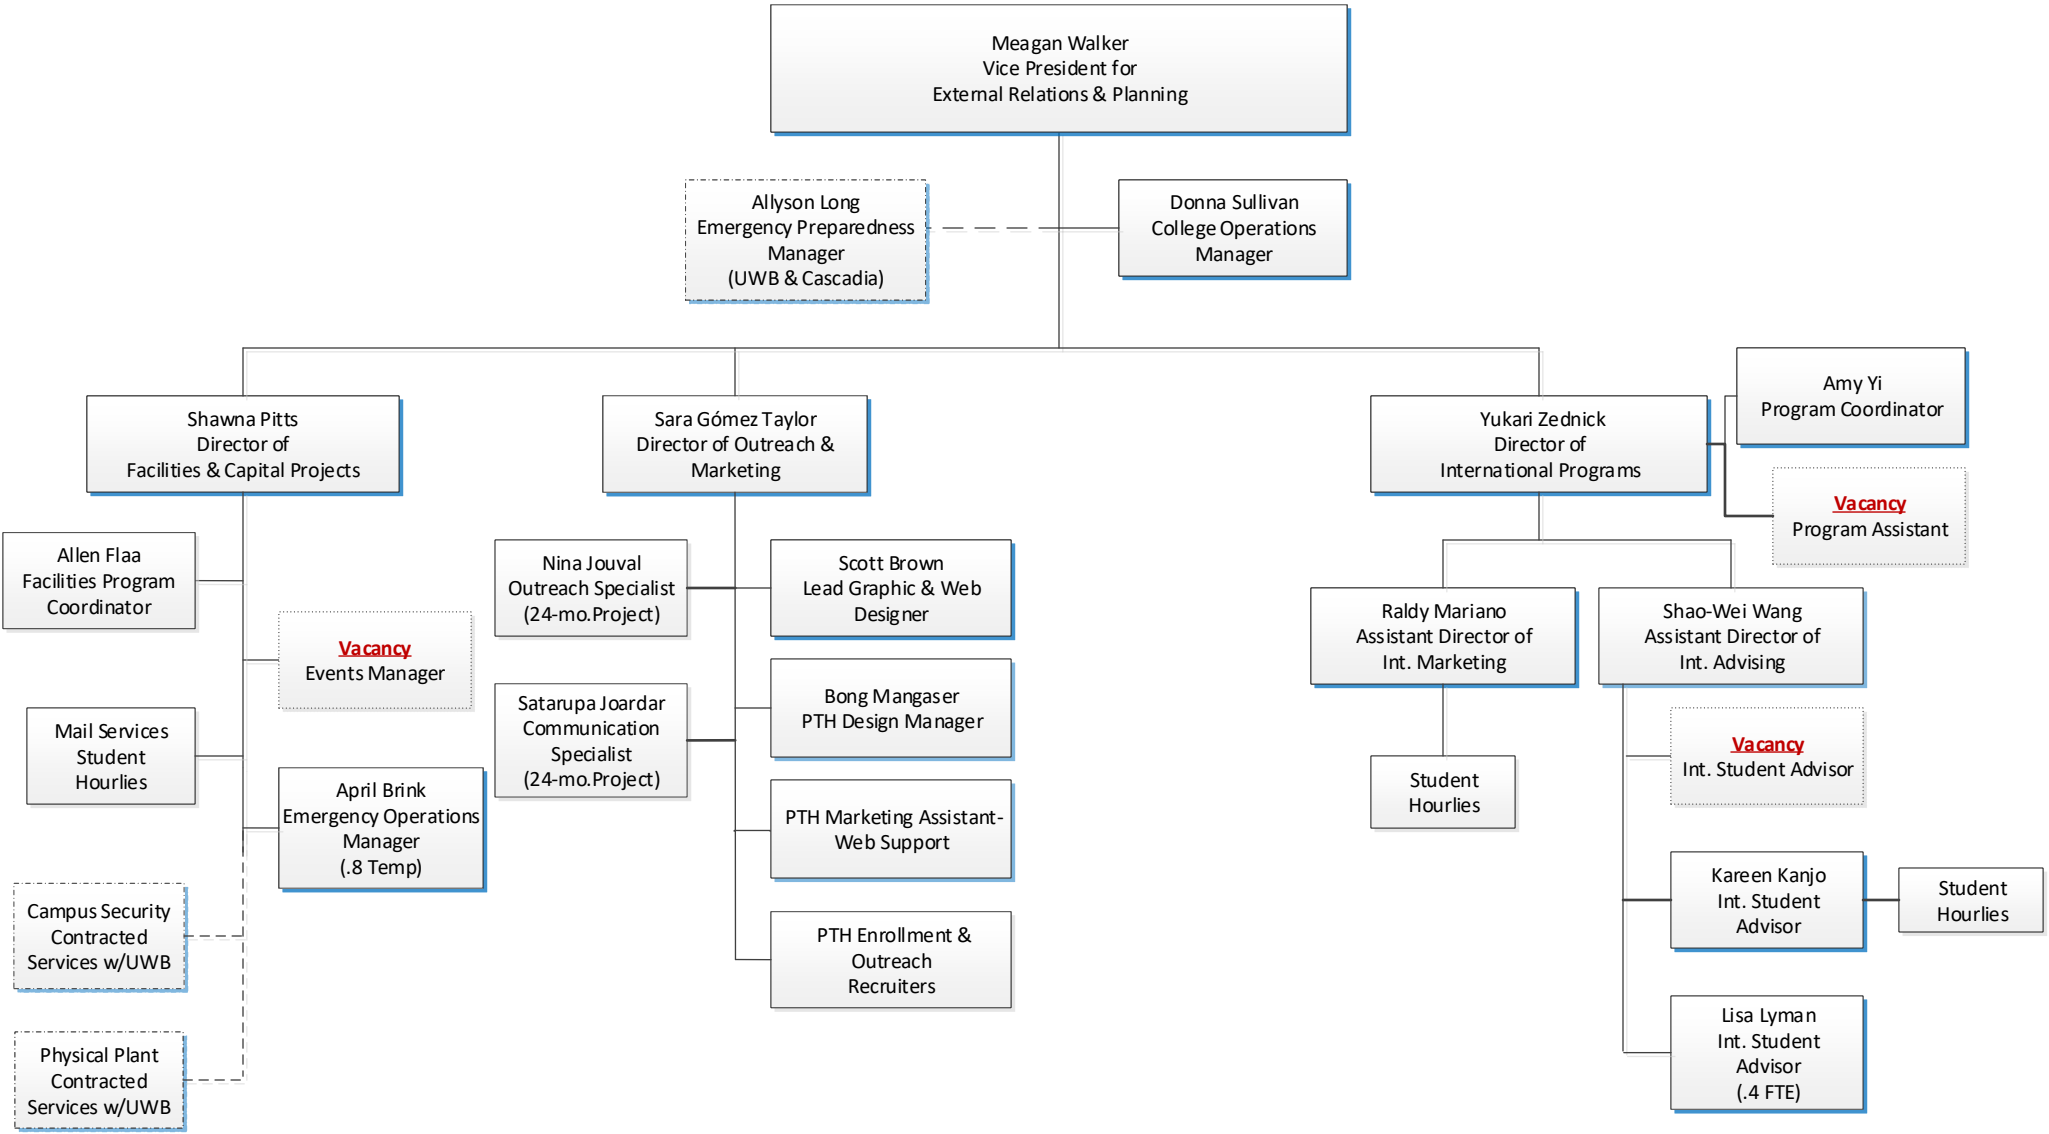 Meagan Walker
Vice President for
External Relations & Planning
Allyson Long
Emergency Preparedness
Manager
(UWB & Cascadia)
Donna Sullivan
College Operations
Manager
Shawna Pitts
Director of
Facilities & Capital Projects
Sara Gómez Taylor
Director of Outreach &
Marketing
Yukari Zednick
Director of
International Programs
Amy Yi
Program Coordinator
Vacancy
Program Assistant
Allen Flaa
Facilities Program
Coordinator
Vacancy
Events Manager
Mail Services
Student
Hourlies
April Brink
Emergency Operations
Manager
(.8 Temp)
Campus Security
Contracted
Services w/UWB
Physical Plant
Contracted
Services w/UWB
Nina Jouval
Outreach Specialist
(24-mo.Project)
Scott Brown
Lead Graphic & Web
Designer
Satarupa Joardar
Communication
Specialist
(24-mo.Project)
Bong Mangaser
PTH Design Manager
PTH Marketing Assistant-
Web Support
PTH Enrollment &
Outreach
Recruiters
Raldy Mariano
Assistant Director of
Int. Marketing
Student
Hourlies
Shao-Wei Wang
Assistant Director of
Int. Advising
Vacancy
Int. Student Advisor
Kareen Kanjo
Int. Student
Advisor
Student
Hourlies
Lisa Lyman
Int. Student
Advisor
(.4 FTE)